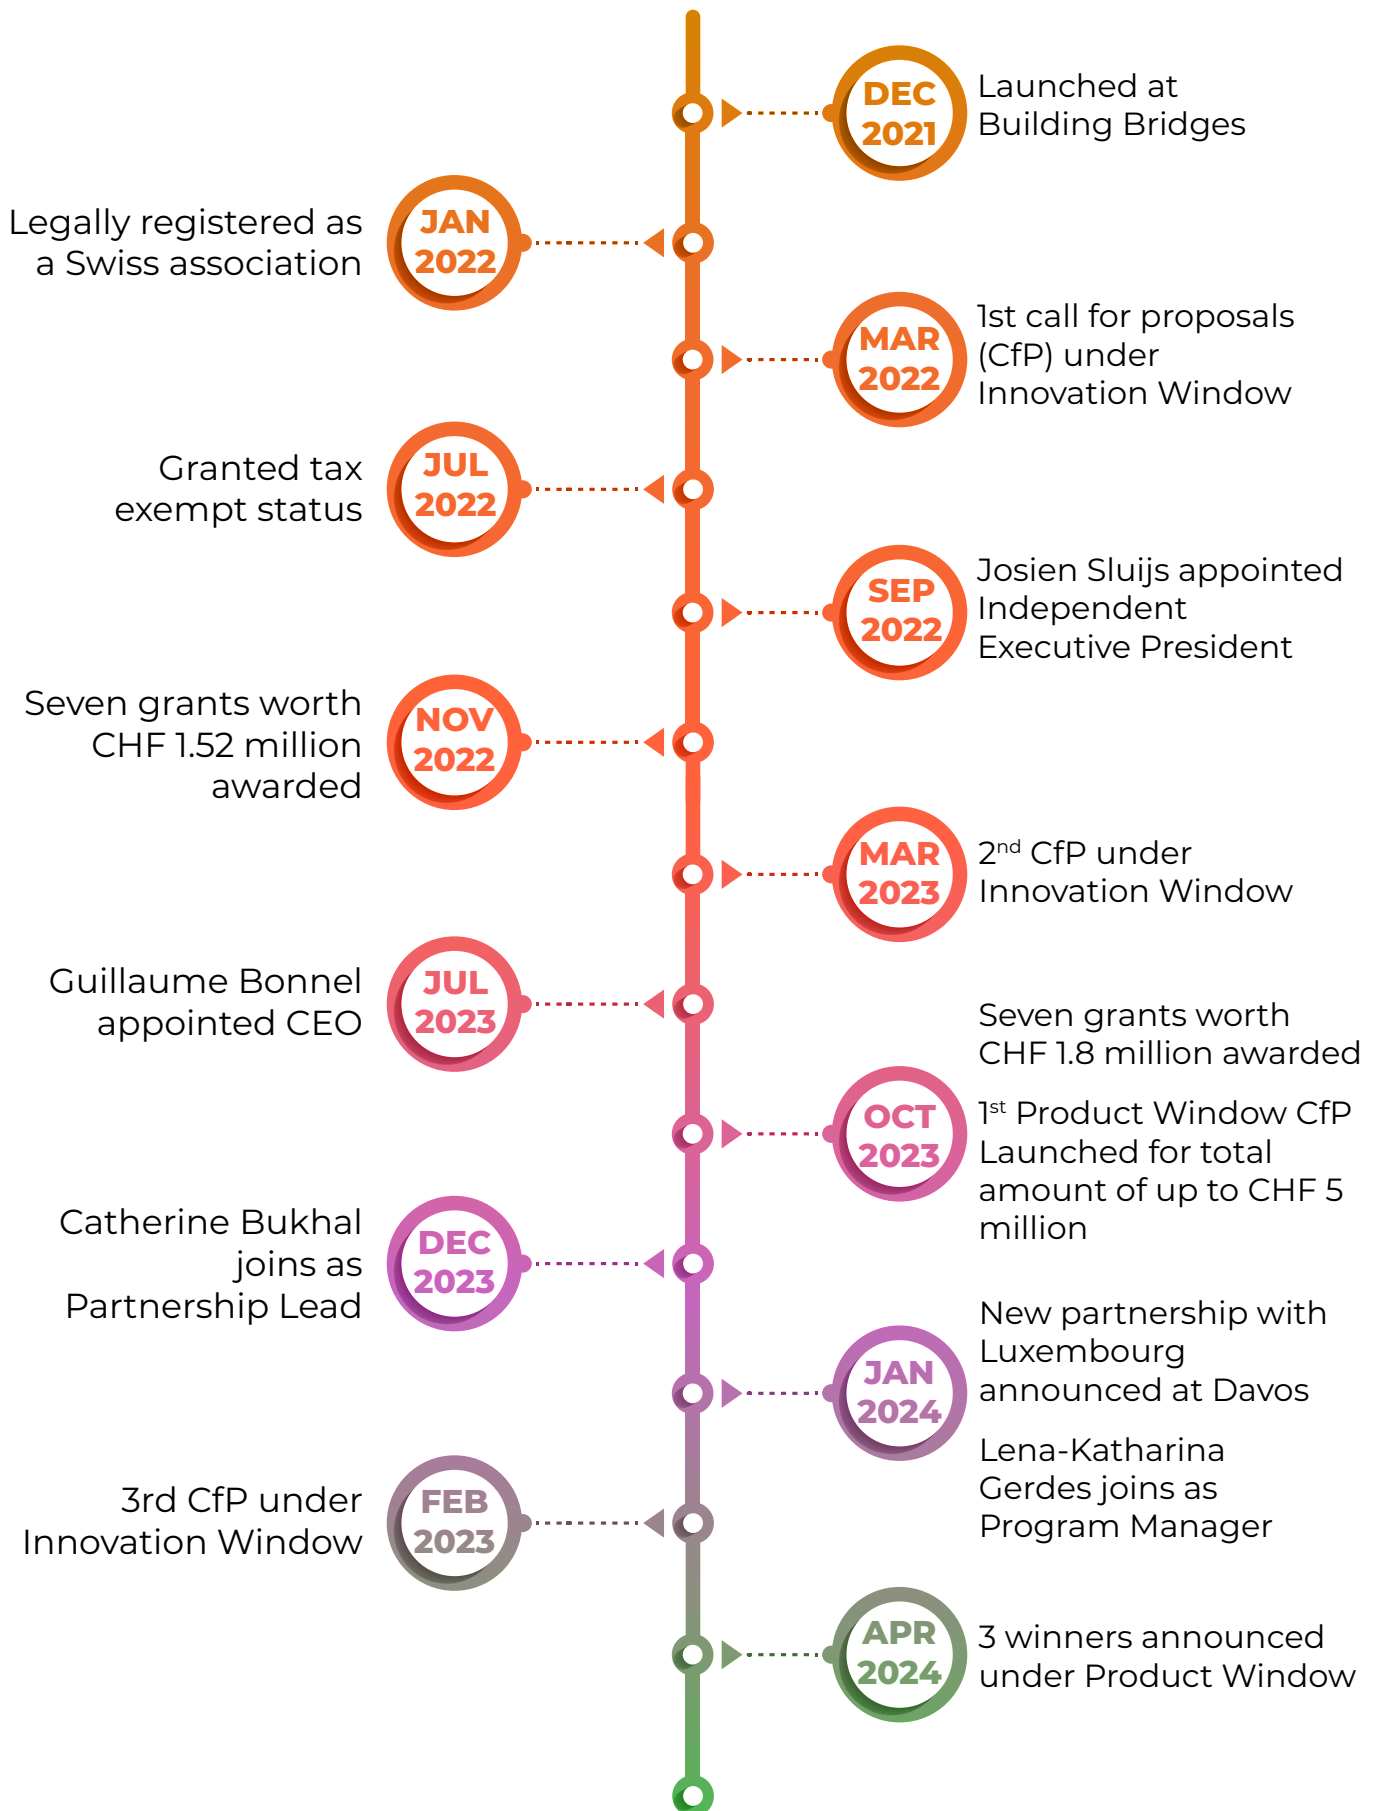 DEC
2021
Launched at
Building Bridges
Legally registered as
a Swiss association
JAN
2022
MAR
2022
1st call for proposals
(CfP) under
Innovation Window
Granted tax
exempt status
JUL
2022
SEP
2022
Josien Sluijs appointed
Independent
Executive President
Seven grants worth
CHF 1.52 million
awarded
NOV
2022
MAR
2023
2nd CfP under
Innovation Window
Guillaume Bonnel
appointed CEO
JUL
2023
OCT
2023
Seven grants worth
CHF 1.8 million awarded
1st Product Window CfP
Launched for total
amount of up to CHF 5
million
Catherine Bukhal
joins as
Partnership Lead
DEC
2023
JAN
2024
New partnership with
Luxembourg
announced at Davos
Lena-Katharina
Gerdes joins as
Program Manager
3rd CfP under
Innovation Window
FEB
2023
APR
2024
3 winners announced
under Product Window